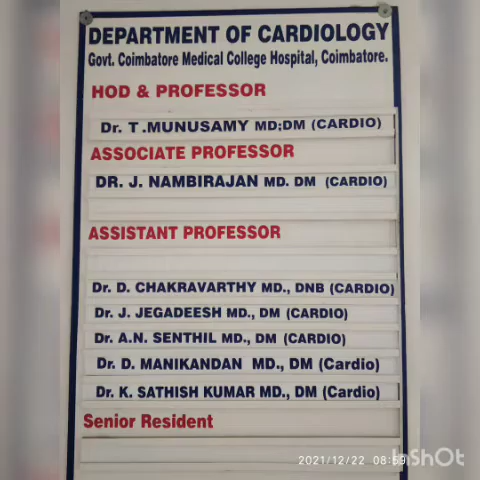 DEPARTMENT OF CARDIOLOGY
Govt. Coimbatore Medical College Hospital, Coimbatore.
HOD & PROFESSOR
Dr. T .MUNUSAMY MD;DM (CARDIO)
ASSOCIATE PROFESSOR
DR. J. NAMBIRAJAN MD. DM (CARDIO)
ASSISTANT PROFESSOR
Dr. D. CHAKRAVARTHY MD., DNB (CARDIO)
Dr. J. JEGADEESH MD., DM (CARDIO)
Dr. A.N. SENTHIL MD., DM (CARDIO)
Dr. D. MANIKANDAN MD., DM (Cardio)
Dr. K. SATHISH KUMAR MD., DM (Cardio)
Senior Resident
2021/12/22 08:59
InShOt